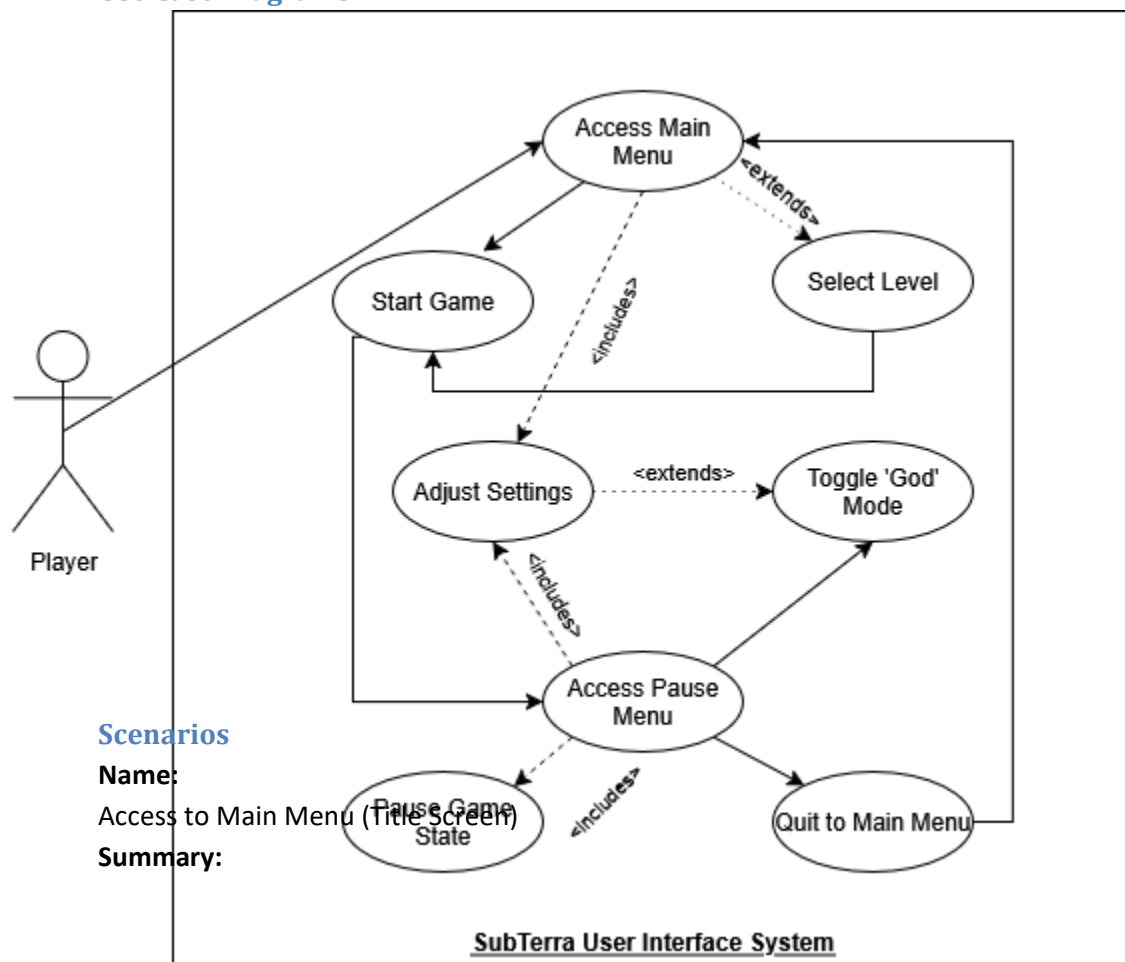 Access Main
Menu
<extends>
Start Game
Select Level
<includes>
Adjust Settings
<extends>
Toggle 'God'
Mode
Player
<includes>
Access Pause
Menu
Scenarios
Name:
Access to Main Menu (Title Screen)
Pause Game
State
<includes>
Quit to Main Menu
Summary:
SubTerra User Interface System